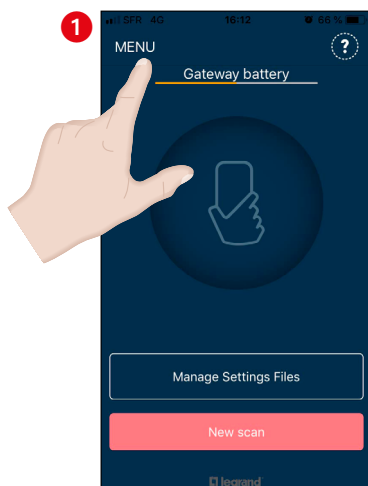 1
SFR 4G 16:12 66 %
MENU
?
Gateway battery
Manage Settings Files
New scan
legrand